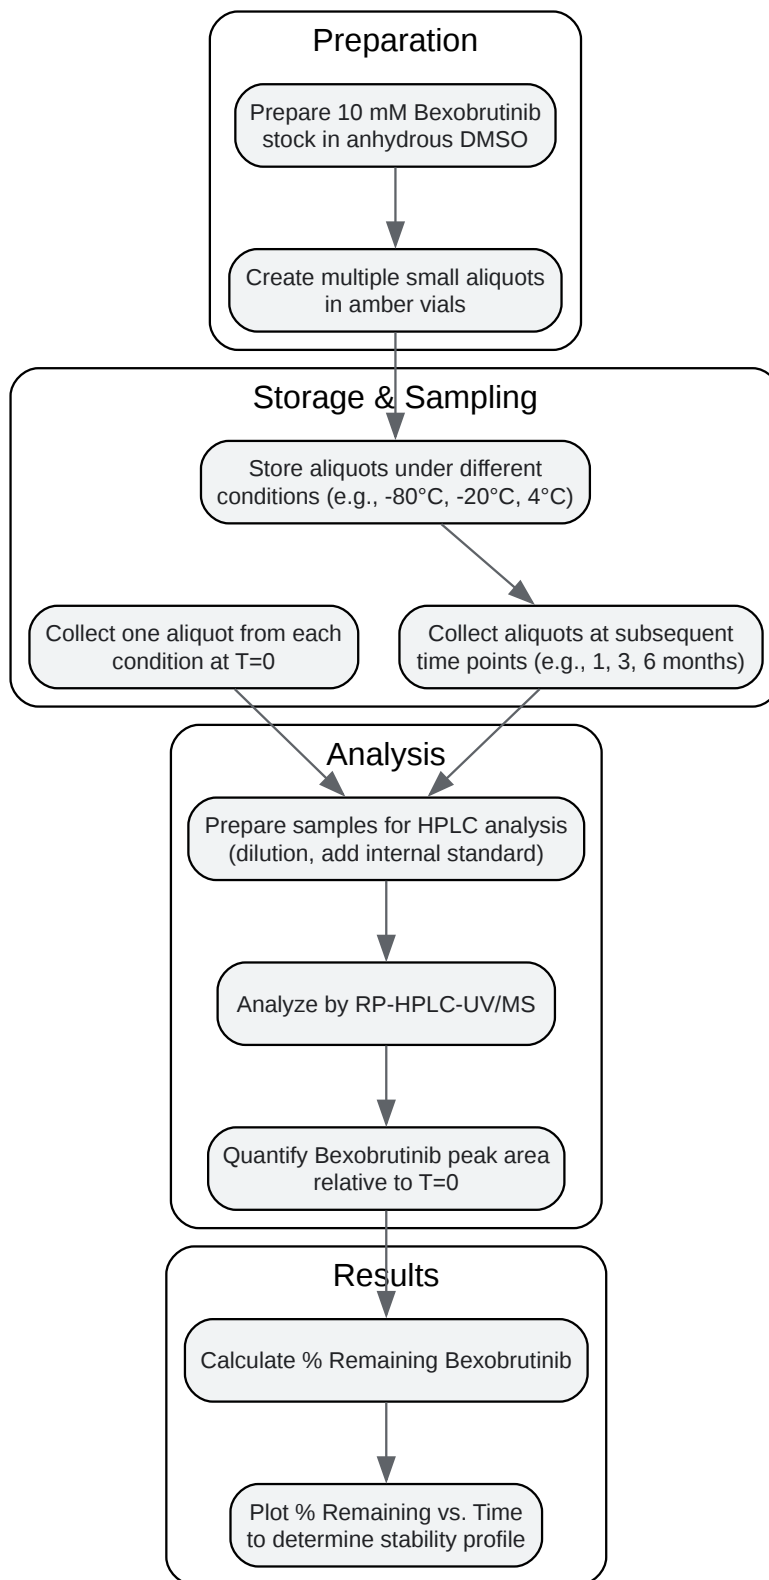 Preparation
Prepare 10 mM Bexobrutinib
stock in anhydrous DMSO
Create multiple small aliquots
in amber vials
Storage & Sampling
Store aliquots under different
conditions (e.g., -80°C, -20°C, 4°C)
Collect one aliquot from each
condition at T=0
Collect aliquots at subsequent
time points (e.g., 1, 3, 6 months)
Analysis
Prepare samples for HPLC analysis
(dilution, add internal standard)
Analyze by RP-HPLC-UV/MS
Quantify Bexobrutinib peak area
relative to T=0
Results
Calculate % Remaining Bexobrutinib
Plot % Remaining vs. Time
to determine stability profile